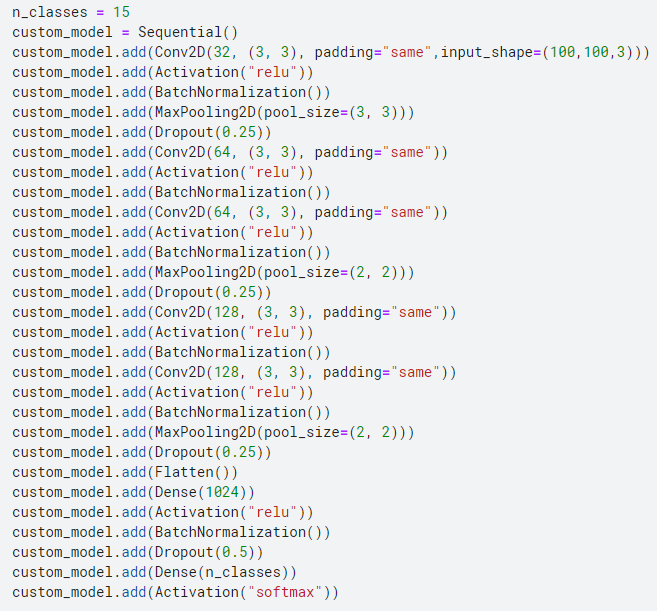 n_classes = 15
custom_model = Sequential()
custom_model.add(Conv2D(32, (3, 3), padding="same",input_shape=(100,100,3)))
custom_model.add(Activation("relu"))
custom_model.add(BatchNormalization())
custom_model.add(MaxPooling2D(pool_size=(3, 3)))
custom_model.add(Dropout(0.25))
custom_model.add(Conv2D(64, (3, 3), padding="same"))
custom_model.add(Activation("relu"))
custom_model.add(BatchNormalization())
custom_model.add(Conv2D(64, (3, 3), padding="same"))
custom_model.add(Activation("relu"))
custom_model.add(BatchNormalization())
custom_model.add(MaxPooling2D(pool_size=(2, 2)))
custom_model.add(Dropout(0.25))
custom_model.add(Conv2D(128, (3, 3), padding="same"))
custom_model.add(Activation("relu"))
custom_model.add(BatchNormalization())
custom_model.add(Conv2D(128, (3, 3), padding="same"))
custom_model.add(Activation("relu"))
custom_model.add(BatchNormalization())
custom_model.add(MaxPooling2D(pool_size=(2, 2)))
custom_model.add(Dropout(0.25))
custom_model.add(Flatten())
custom_model.add(Dense(1024))
custom_model.add(Activation("relu"))
custom_model.add(BatchNormalization())
custom_model.add(Dropout(0.5))
custom_model.add(Dense(n_classes))
custom_model.add(Activation("softmax"))